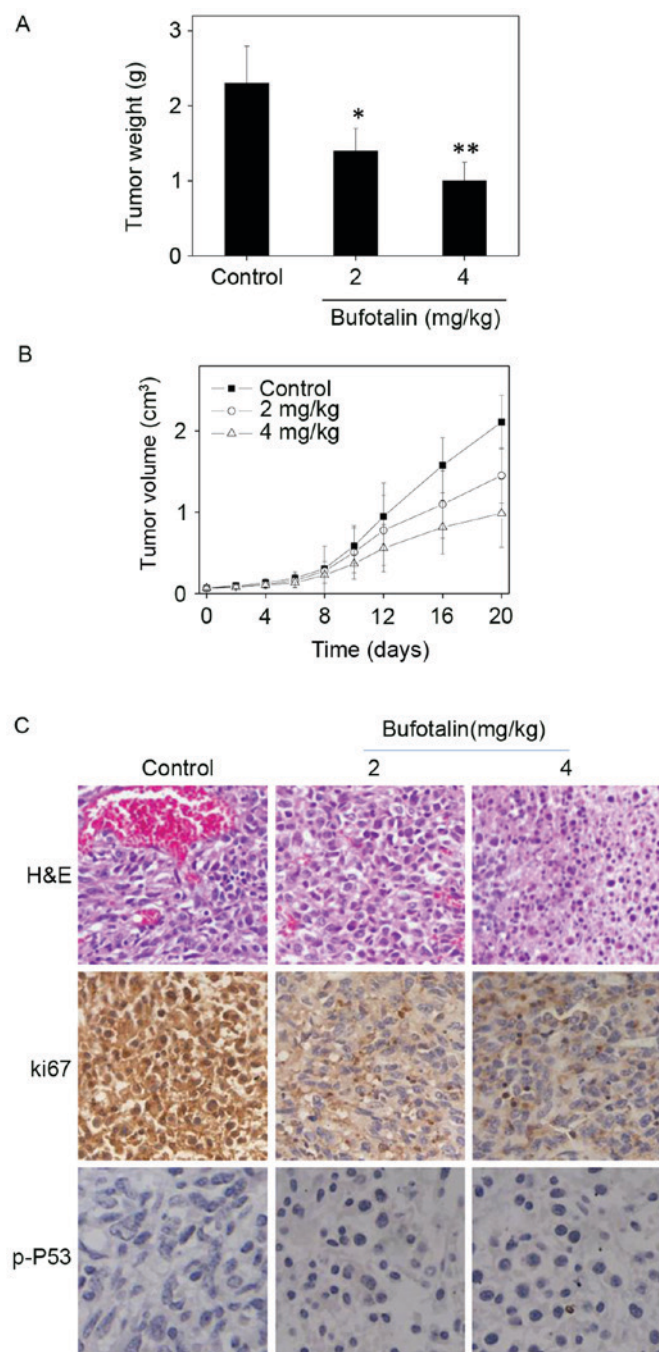 A
Tumor weight (g)
3
2
1
0
*
**
Control
2
4
Bufotalin (mg/kg)
B
Tumor volume (cm³)
2
1
0
Control
2 mg/kg
4 mg/kg
0
4
8
12
16
20
Time (days)
C
Bufotalin(mg/kg)
Control
2
4
H&E
ki67
p-P53